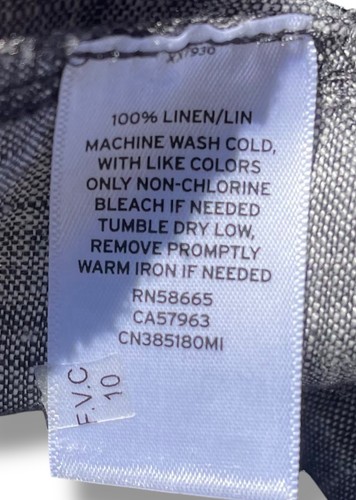 100% LINEN/LIN
MACHINE WASH COLD,
WITH LIKE COLORS
ONLY NON-CHLORINE
BLEACH IF NEEDED
TUMBLE DRY LOW,
REMOVE PROMPTLY
WARM IRON IF NEEDED
RN58665
CA57963
CN385180MI
F.V.C
10